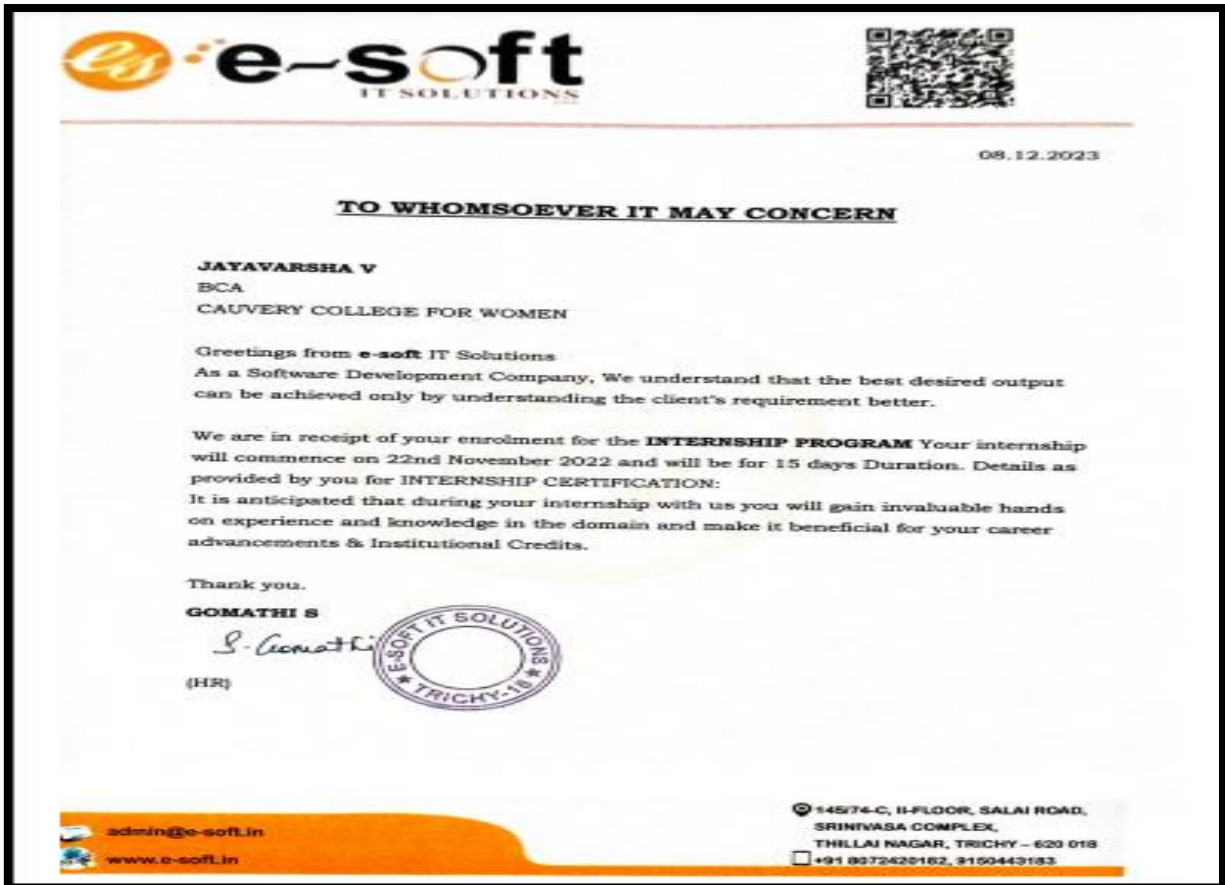 es e-soft
IT SOLUTIONS
08.12.2023
TO WHOMSOEVER IT MAY CONCERN
JAYAVARSHA V
BCA
CAUVERY COLLEGE FOR WOMEN
Greetings from e-soft IT Solutions
As a Software Development Company, We understand that the best desired output
can be achieved only by understanding the client's requirement better.
We are in receipt of your enrolment for the INTERNSHIP PROGRAM Your internship
will commence on 22nd November 2022 and will be for 15 days Duration. Details as
provided by you for INTERNSHIP CERTIFICATION:
It is anticipated that during your internship with us you will gain invaluable hands
on experience and knowledge in the domain and make it beneficial for your career
advancements & Institutional Credits.
Thank you.
GOMATHI S
S. Gomathi
E-SOFT IT SOLUTIONS
★ TRICHY-18 ★
(HR)
admin@e-soft.in
www.e-soft.in
145/74-C, II-FLOOR, SALAI ROAD,
SRINIVASA COMPLEX,
THILLAI NAGAR, TRICHY – 620 018
+91 8072420182, 9150443183